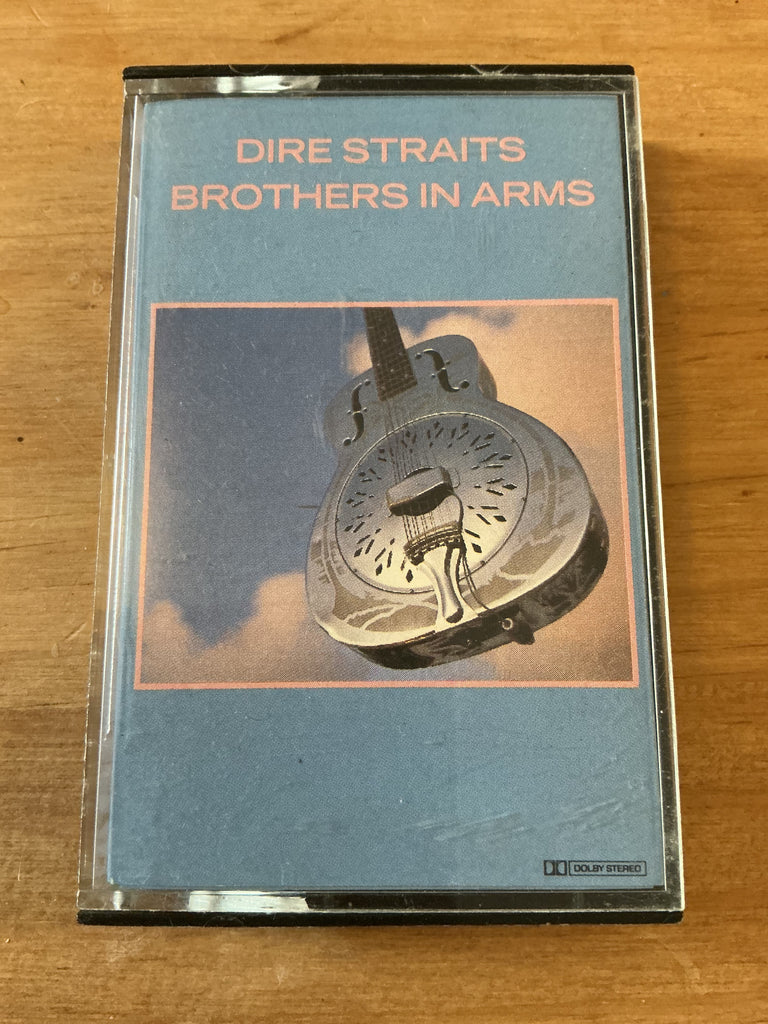 DIRE STRAITS
BROTHERS IN ARMS
DOLBY STEREO